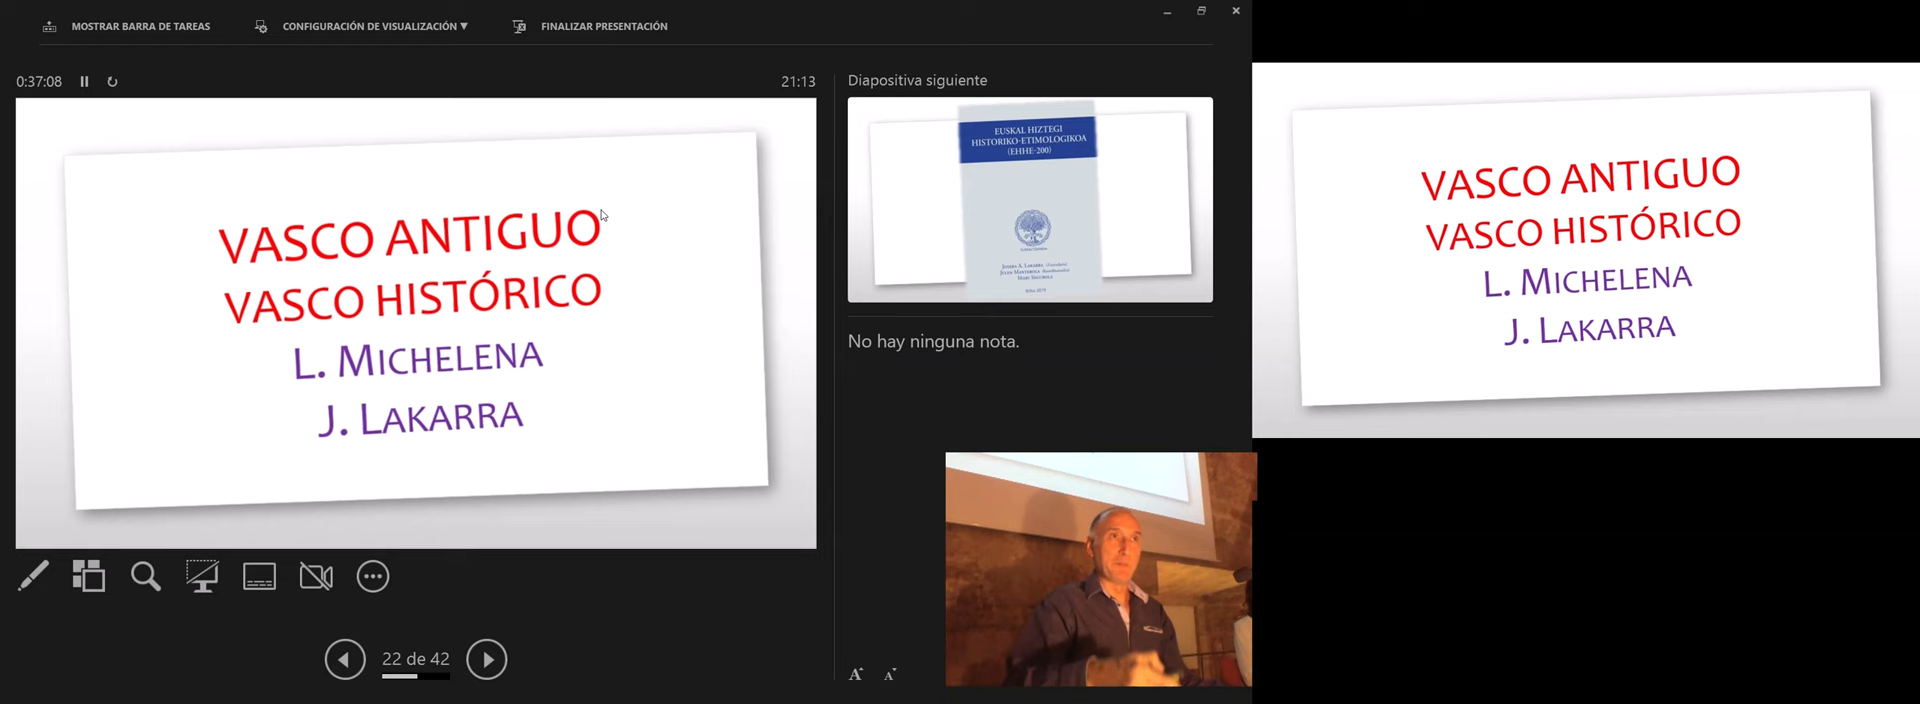 MOSTRAR BARRA DE TAREAS
CONFIGURACIÓN DE VISUALIZACIÓN ▼
FINALIZAR PRESENTACIÓN
0:37:08
21:13
VASCO ANTIGUO
VASCO HISTÓRICO
L. MICHELENA
J. LAKARRA
22 de 42
Diapositiva siguiente
EUSKAL HIZTEGI
HISTORIKO-ETIMOLOGIKOA
(EHHE-200)
No hay ninguna nota.
A A
VASCO ANTIGUO
VASCO HISTÓRICO
L. MICHELENA
J. LAKARRA